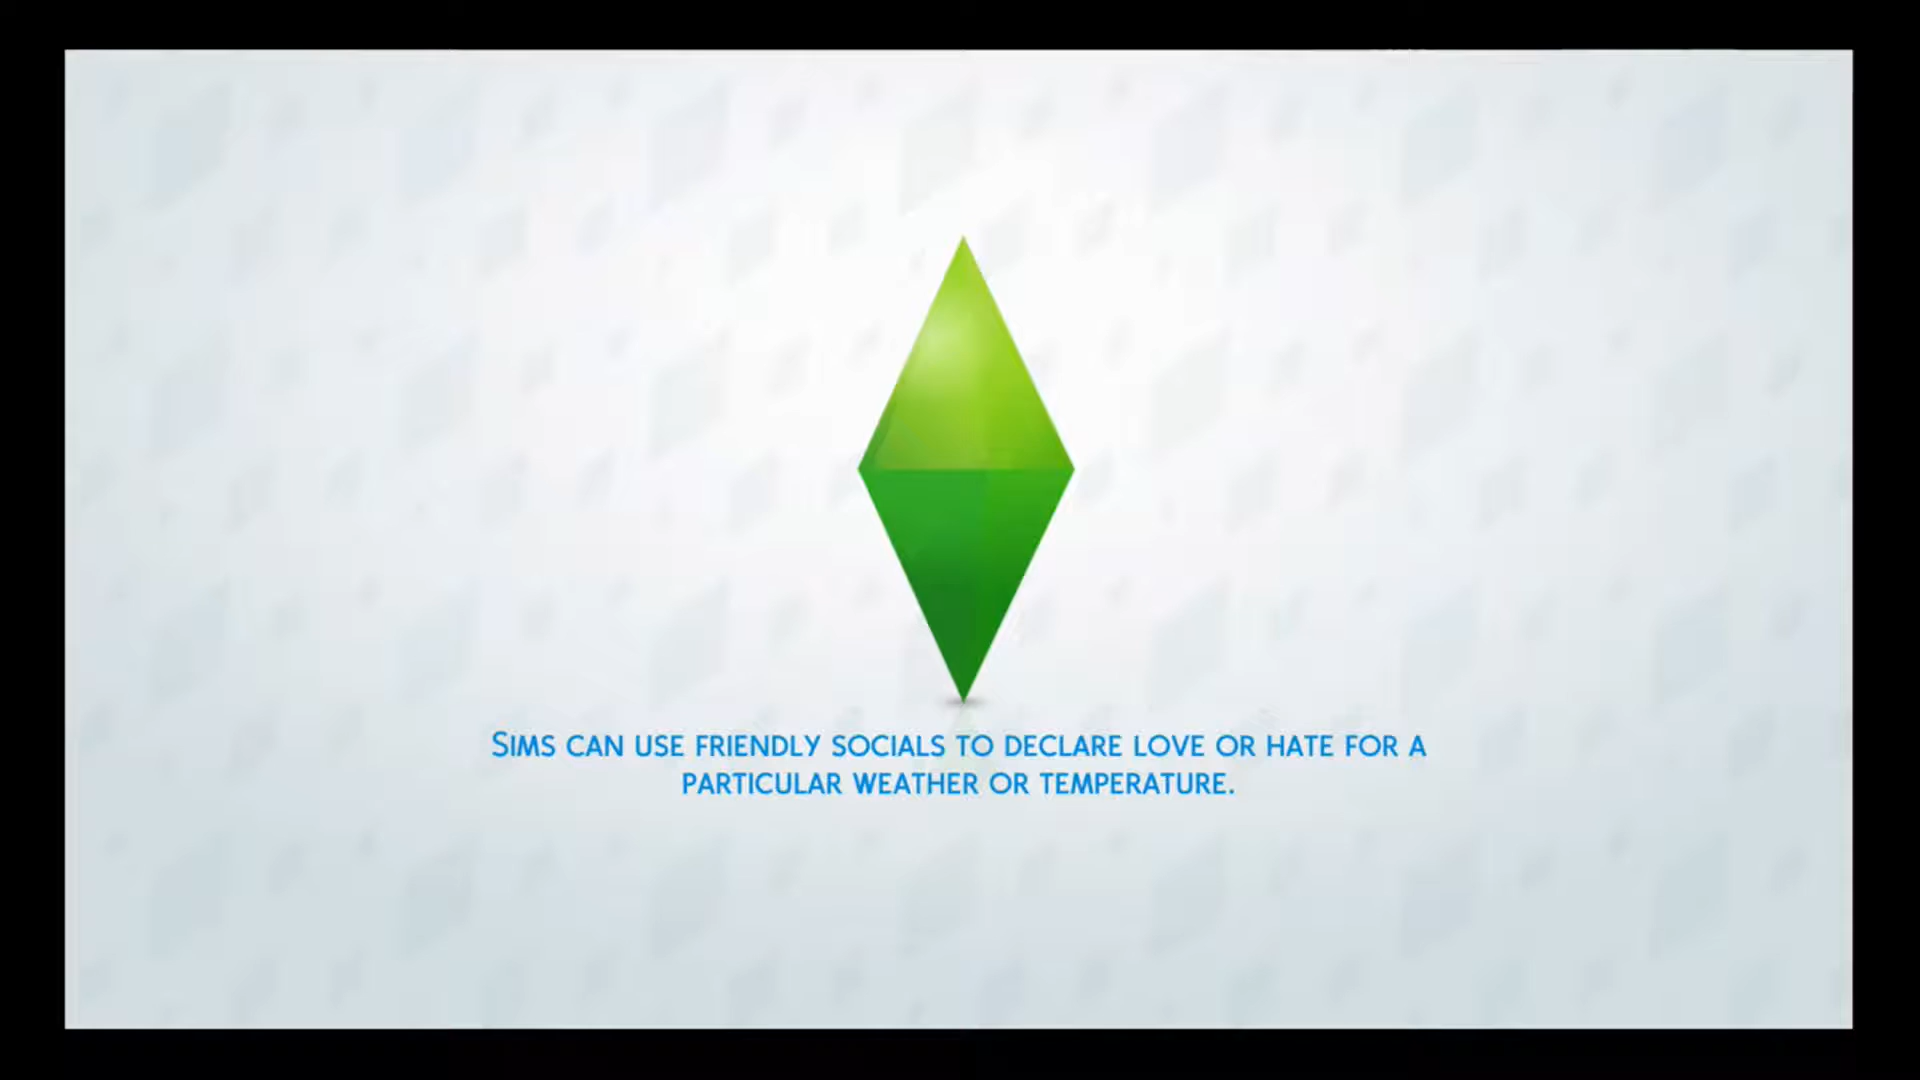 Sims can use friendly socials to declare love or hate for a
particular weather or temperature.